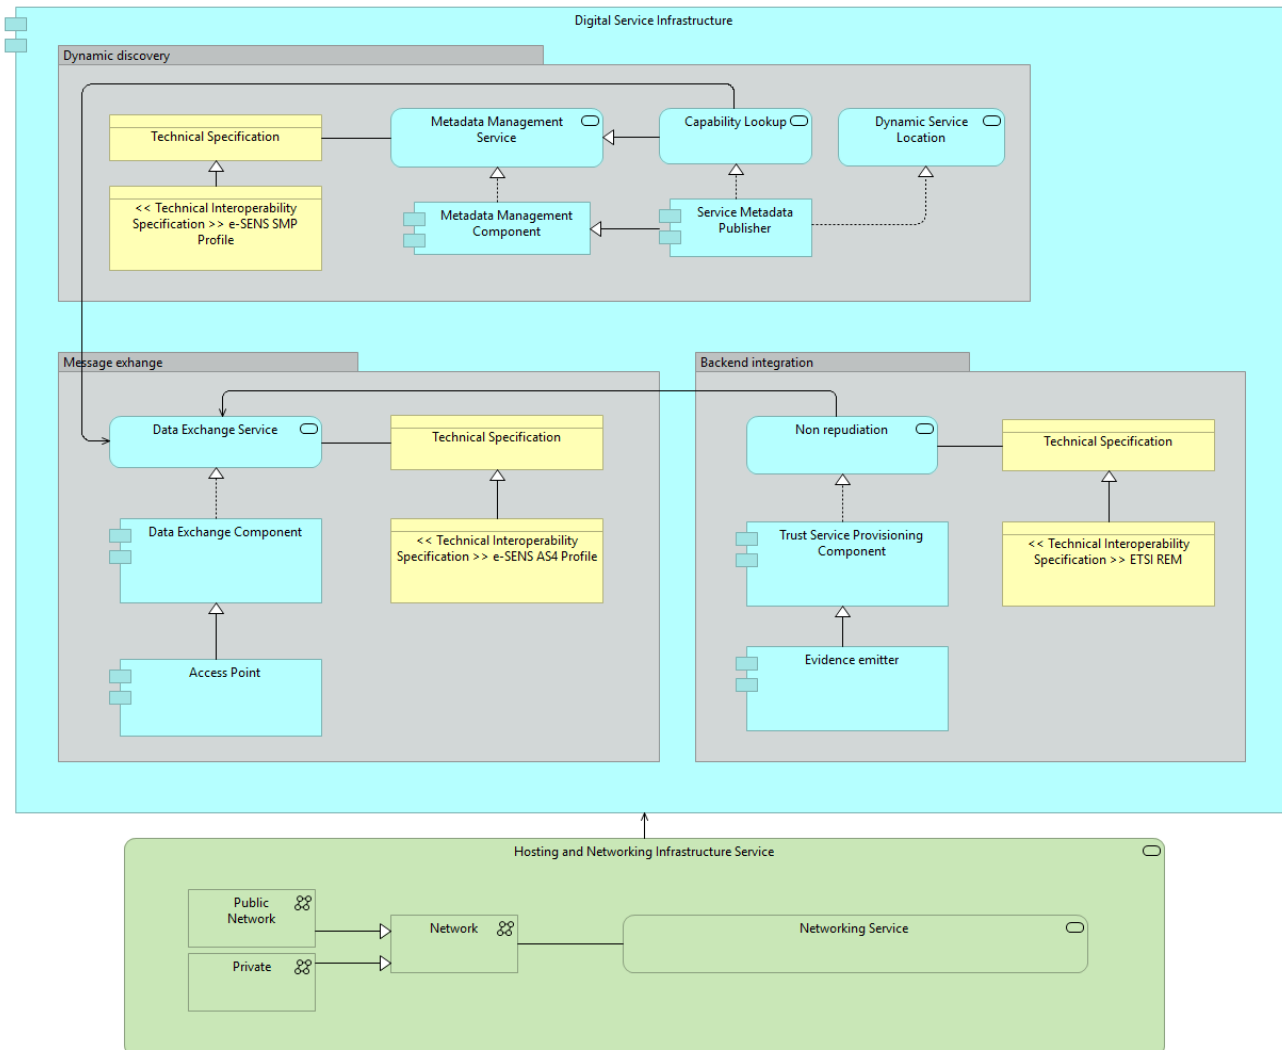 Digital Service Infrastructure
Dynamic discovery
Technical Specification
Metadata Management
Service
Capability Lookup
Dynamic Service
Location
<< Technical Interoperability
Specification >> e-SENS SMP
Profile
Metadata Management
Component
Service Metadata
Publisher
Message exhange
Data Exchange Service
Technical Specification
Data Exchange Component
<< Technical Interoperability
Specification >> e-SENS AS4 Profile
Access Point
Backend integration
Non repudiation
Technical Specification
Trust Service Provisioning
Component
<< Technical Interoperability
Specification >> ETSI REM
Evidence emitter
Hosting and Networking Infrastructure Service
Public
Network
Private
Network
Networking Service